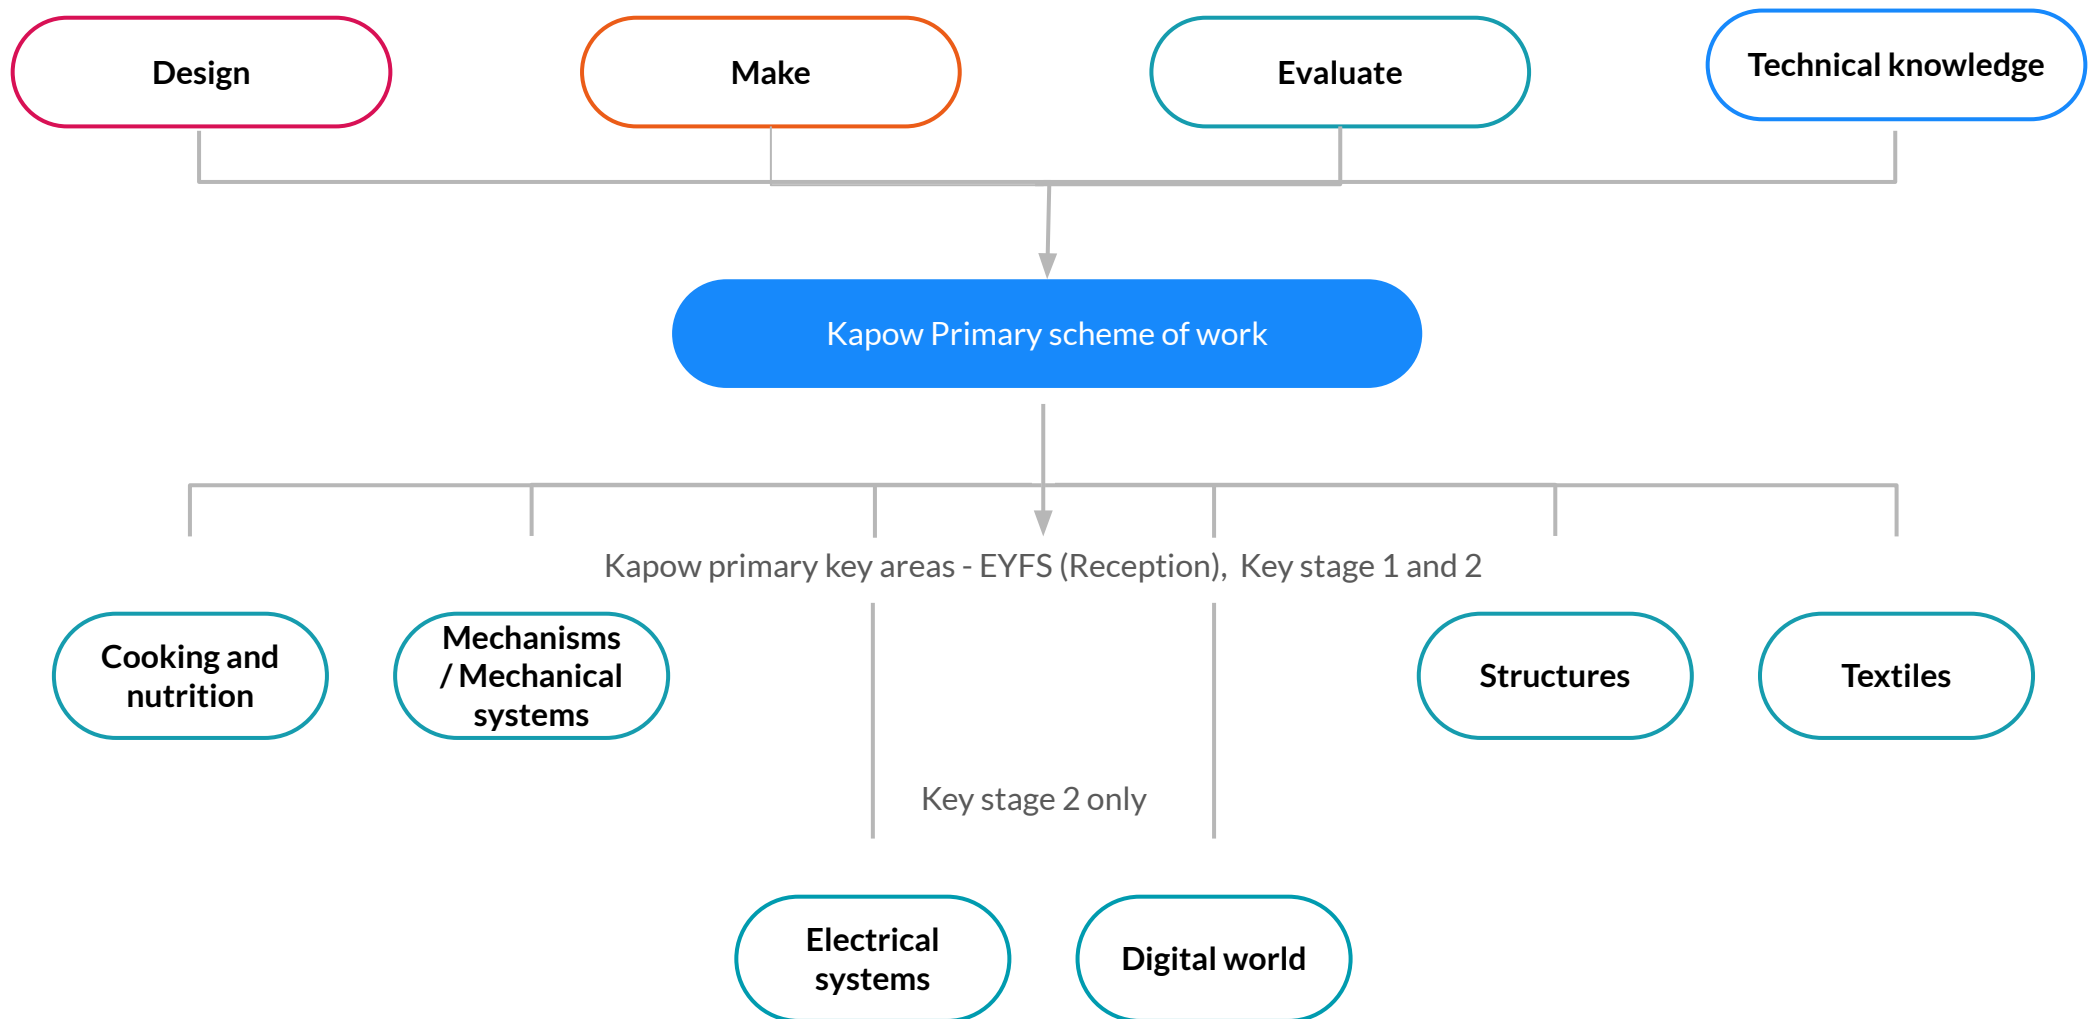 Design
Make
Evaluate
Technical knowledge
Kapow Primary scheme of work
Kapow primary key areas - EYFS (Reception), Key stage 1 and 2
Cooking and
nutrition
Mechanisms
/ Mechanical
systems
Structures
Textiles
Key stage 2 only
Electrical
systems
Digital world